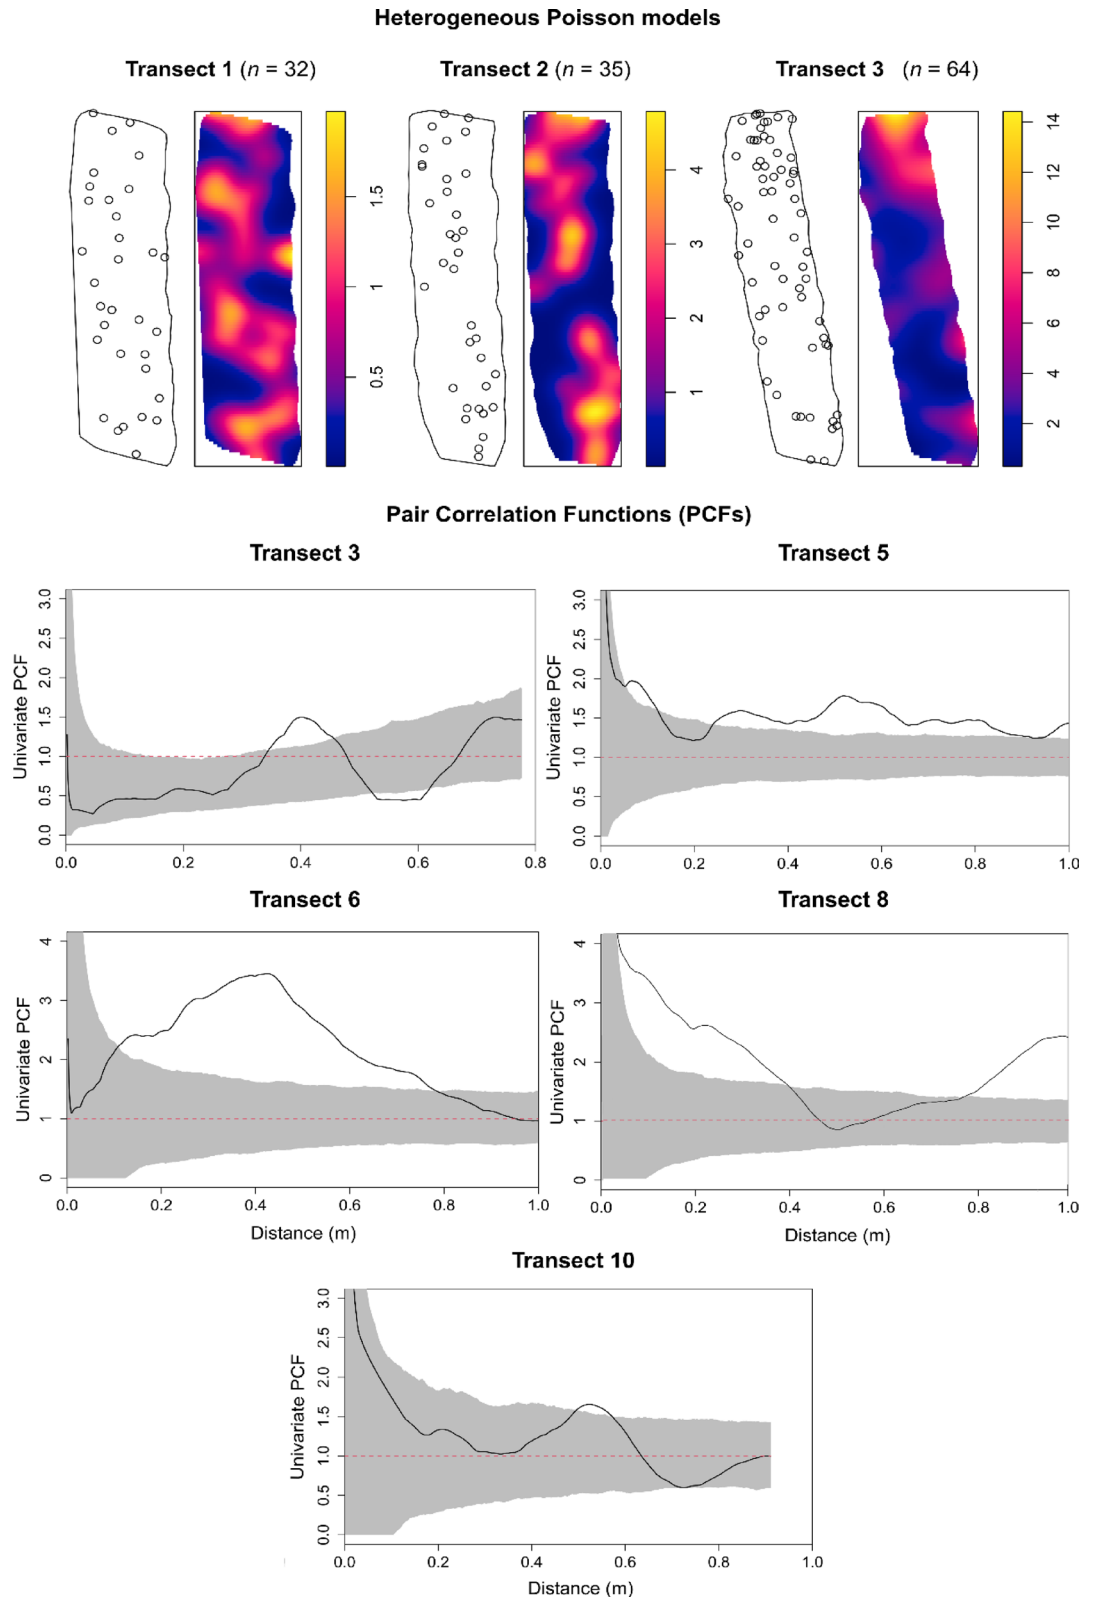 Heterogeneous Poisson models
Transect 1 (n = 32)
Transect 2 (n = 35)
Transect 3 (n = 64)
1.5
1
0.5
4
3
2
1
14
12
10
8
6
4
2
Pair Correlation Functions (PCFs)
Transect 3
Univariate PCF
3.0
2.5
2.0
1.5
1.0
0.5
0.0
0.0 0.2 0.4 0.6 0.8
Transect 5
Univariate PCF
3.0
2.5
2.0
1.5
1.0
0.5
0.0
0.0 0.2 0.4 0.6 0.8 1.0
Transect 6
Univariate PCF
4
3
2
1
0
0.0 0.2 0.4 0.6 0.8 1.0
Distance (m)
Transect 8
Univariate PCF
4
3
2
1
0
0.0 0.2 0.4 0.6 0.8 1.0
Distance (m)
Transect 10
Univariate PCF
3.0
2.5
2.0
1.5
1.0
0.5
0.0
0.0 0.2 0.4 0.6 0.8 1.0
Distance (m)